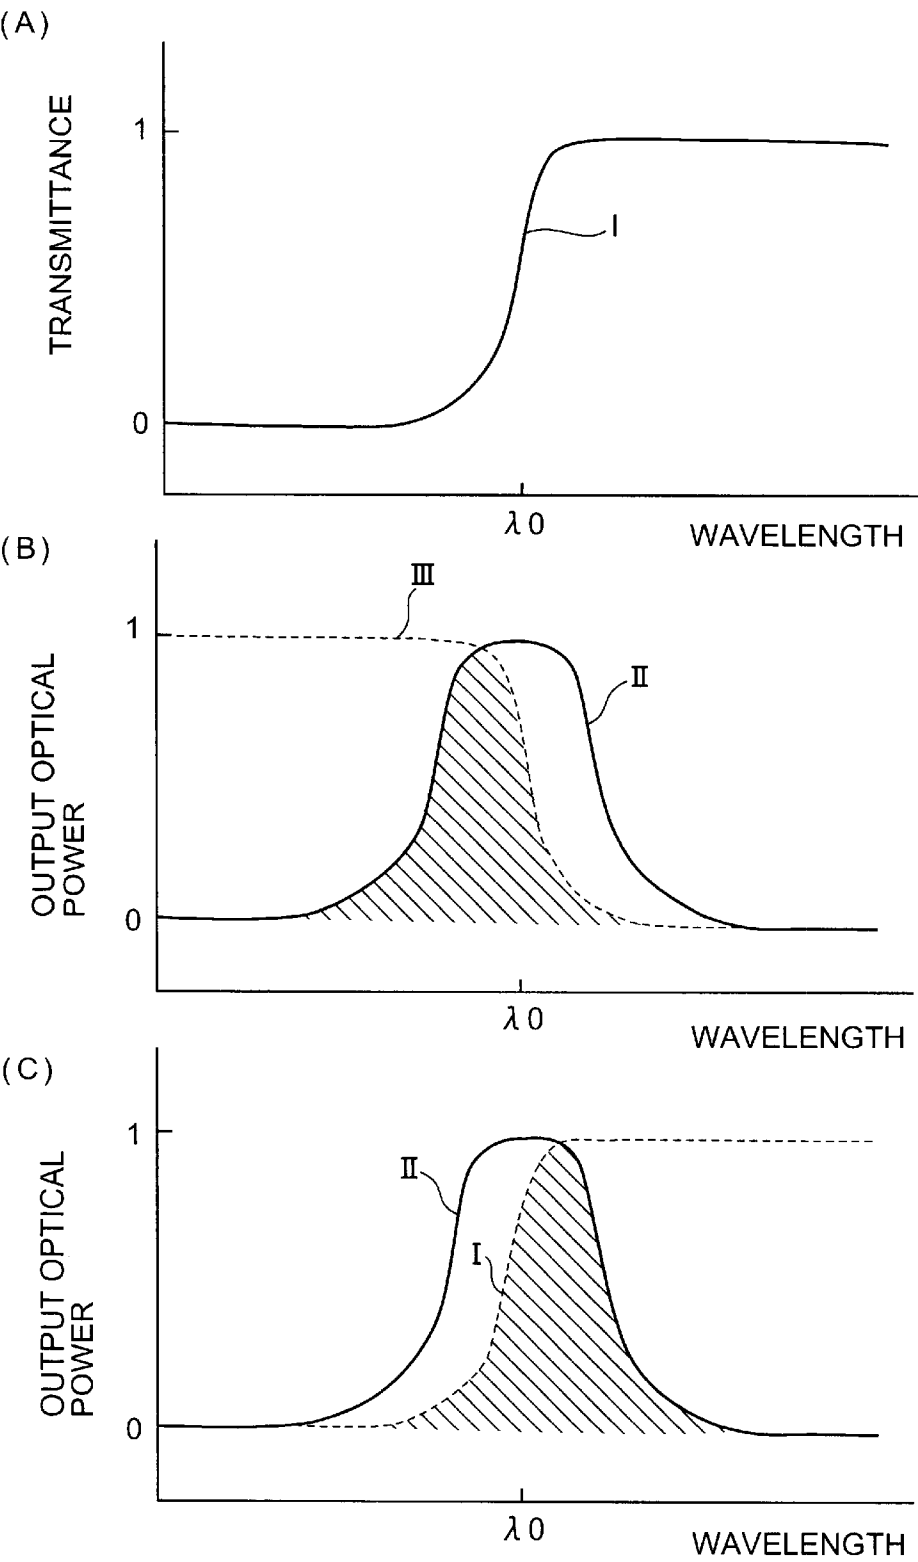 (A)
TRANSMITTANCE
1
I
0
λ0
WAVELENGTH
(B)
III
1
II
OUTPUT OPTICAL
POWER
0
λ0
WAVELENGTH
(C)
1
II
I
OUTPUT OPTICAL
POWER
0
λ0
WAVELENGTH